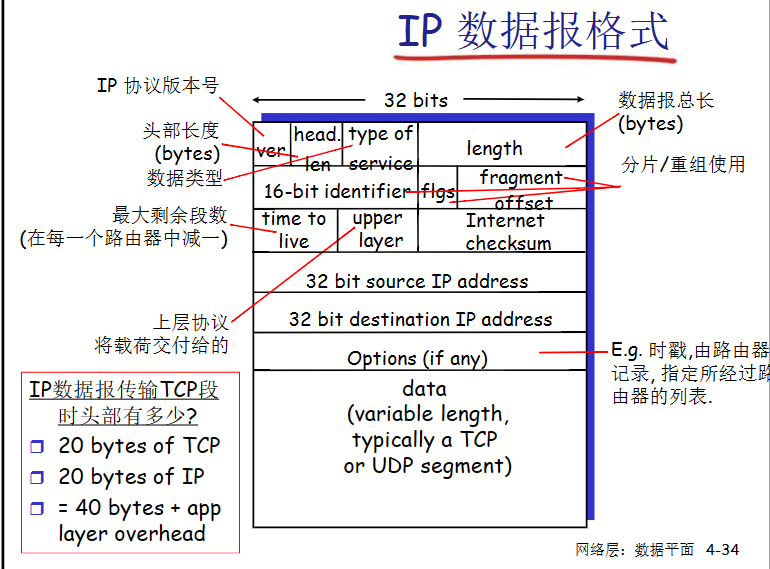 IP 数据报格式
IP 协议版本号
32 bits
数据报总长
(bytes)
头部长度
(bytes)
数据类型
ver
head.
len
type of
service
length
分片/重组使用
16-bit identifier
flgs
fragment
offset
最大剩余段数
(在每一个路由器中减一)
time to
live
upper
layer
Internet
checksum
32 bit source IP address
32 bit destination IP address
上层协议
将载荷交付给的
Options (if any)
E.g. 时戳,由路由器
记录, 指定所经过路
由器的列表.
data
(variable length,
typically a TCP
or UDP segment)
IP数据报传输TCP段
时头部有多少?
❒ 20 bytes of TCP
❒ 20 bytes of IP
❒ = 40 bytes + app
layer overhead
网络层：数据平面 4-34